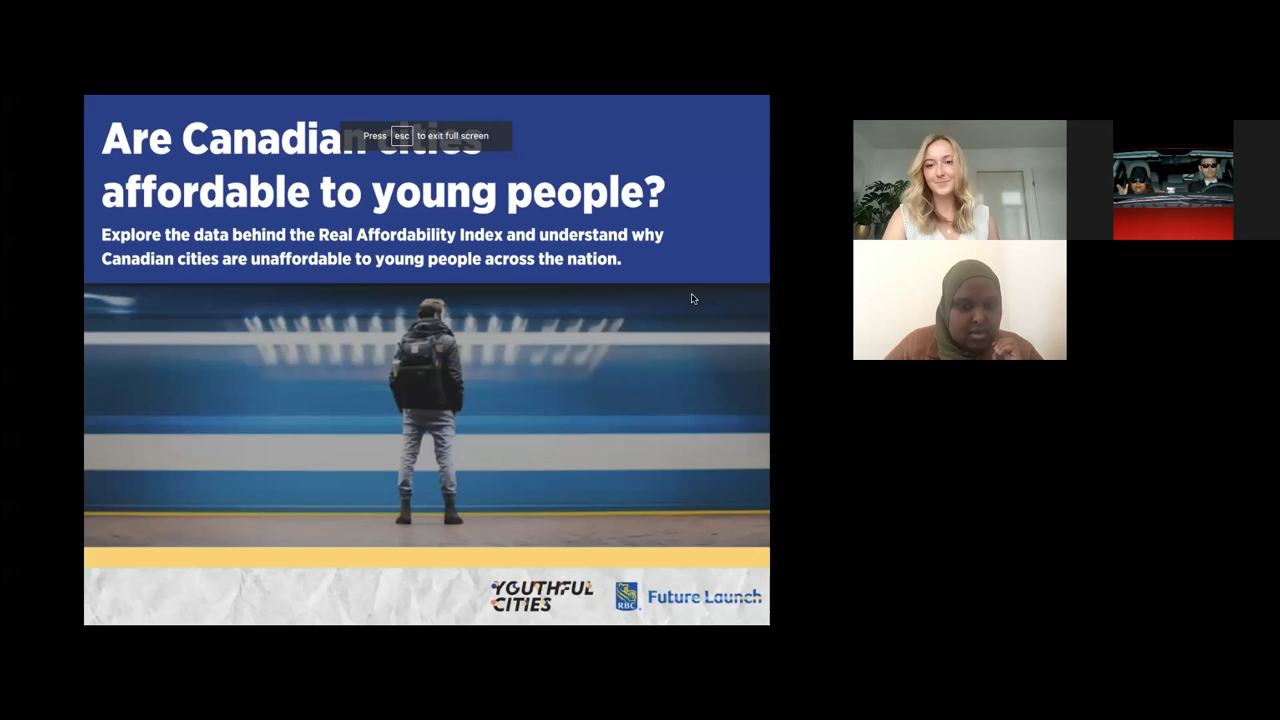 Are Canadian cities
Press esc to exit full screen
affordable to young people?
Explore the data behind the Real Affordability Index and understand why
Canadian cities are unaffordable to young people across the nation.
YOUTHFUL
CITIES
RBC
Future Launch